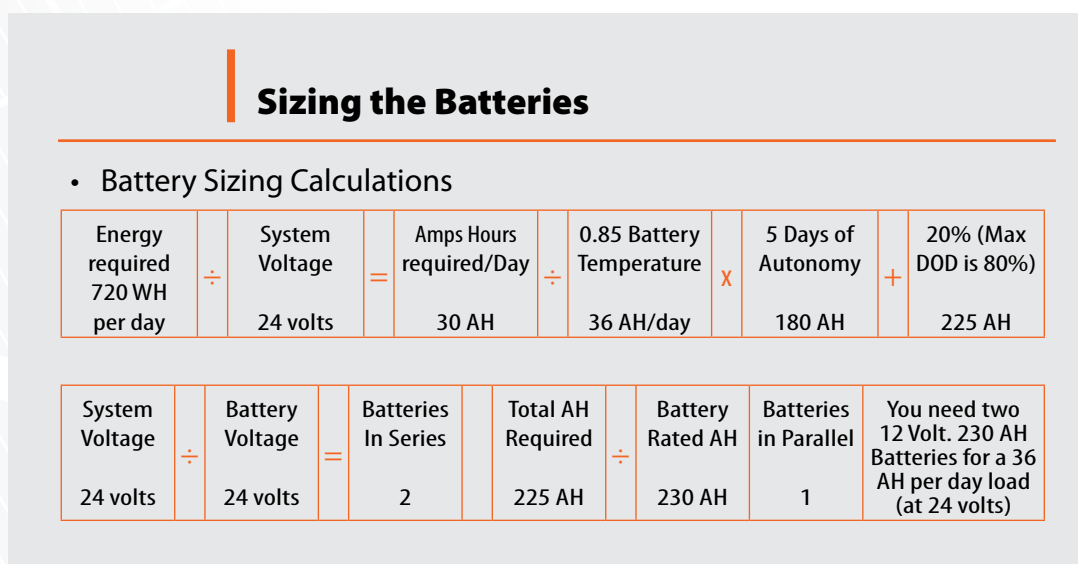 Sizing the Batteries
• Battery Sizing Calculations
Energy
required
720 WH
per day
÷
System
Voltage
24 volts
=
Amps Hours
required/Day
30 AH
÷
0.85 Battery
Temperature
36 AH/day
x
5 Days of
Autonomy
180 AH
+
20% (Max
DOD is 80%)
225 AH
System
Voltage
24 volts
÷
Battery
Voltage
24 volts
=
Batteries
In Series
2
Total AH
Required
225 AH
÷
Battery
Rated AH
230 AH
Batteries
in Parallel
1
You need two
12 Volt. 230 AH
Batteries for a 36
AH per day load
(at 24 volts)